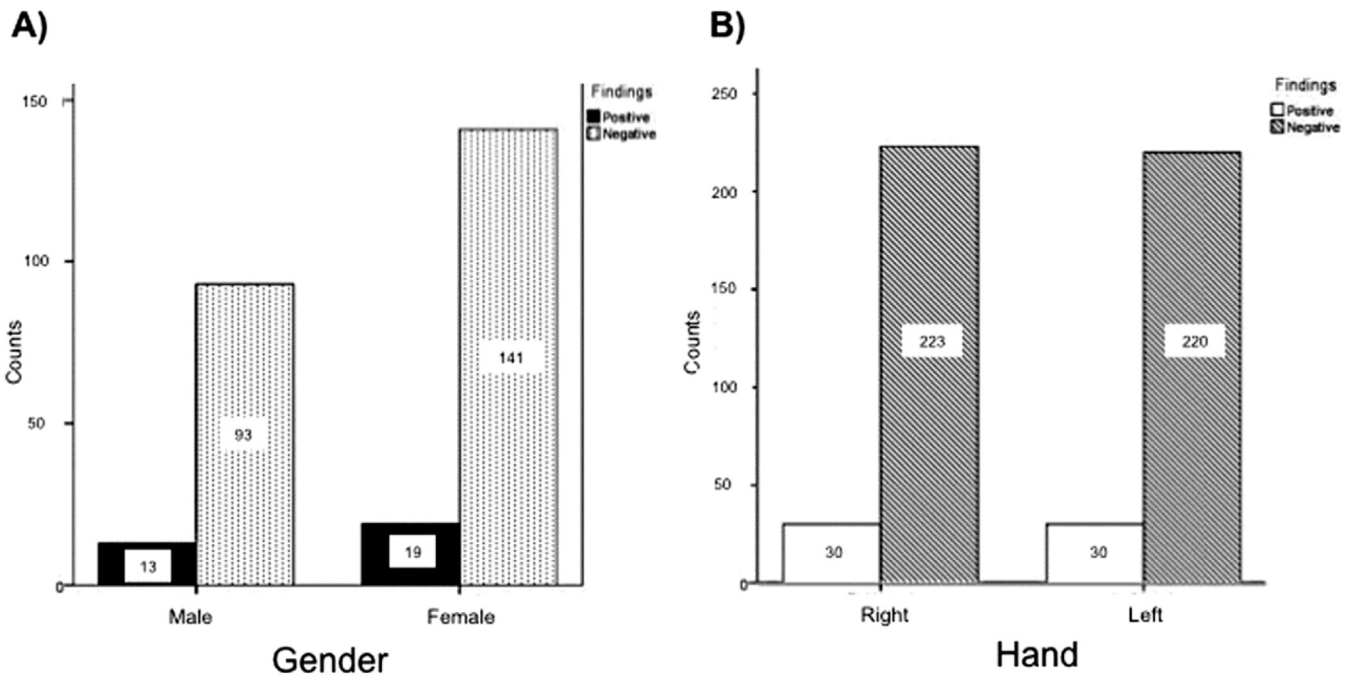 A)
Findings
Positive
Negative
150
100
50
0
Counts
93
141
13
19
Male
Female
Gender
B)
Findings
Positive
Negative
250
200
150
100
50
0
Counts
223
220
30
30
Right
Left
Hand